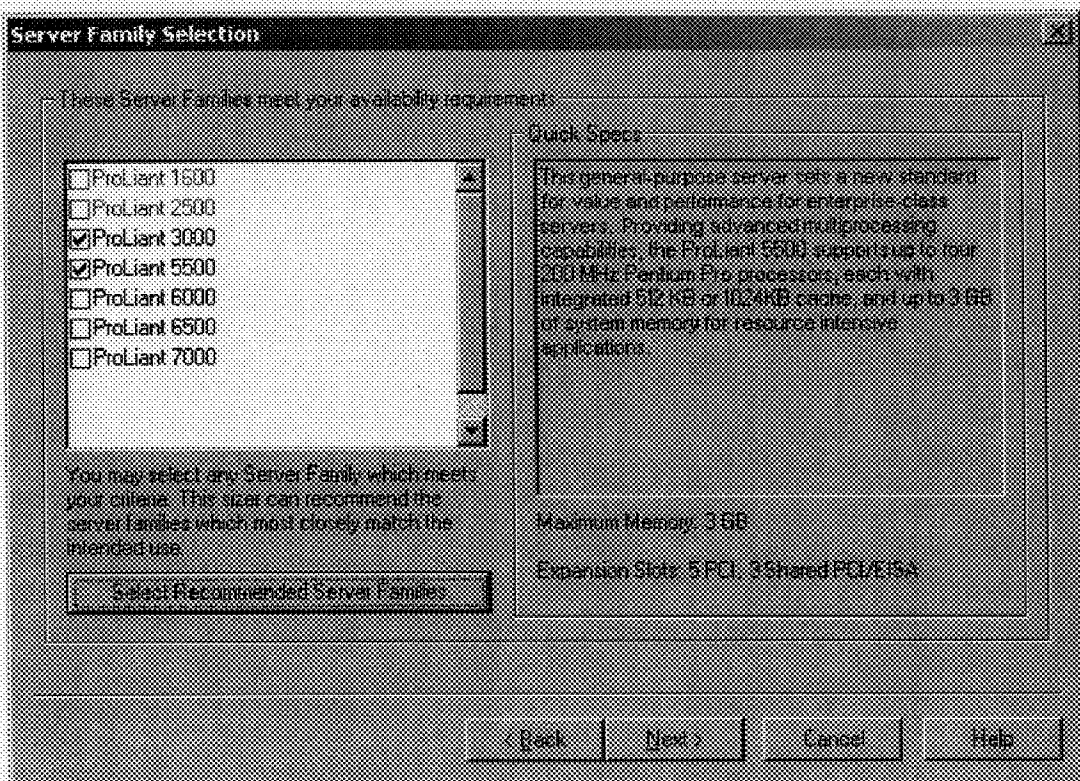 Server Family Selection
These Server Families meet your availability requirements
ProLiant 1600
ProLiant 2500
ProLiant 3000
ProLiant 5500
ProLiant 6000
ProLiant 6500
ProLiant 7000
You may select any Server Family which meets
your criteria. This sizer can recommend the
server families which most closely match the
intended use.
Select Recommended Server Families
Quick Specs
This general-purpose server sets a new standard
for value and performance for enterprise-class
servers. Providing advanced multiprocessing
capabilities, the ProLiant 5500 supports up to four
200 MHz Pentium Pro processors, each with
integrated 512 KB or 1024KB cache, and up to 3 GB
of system memory for resource intensive
applications.
Maximum Memory: 3 GB
Expansion Slots: 5 PCI, 3 Shared PCI/EISA
< Back
Next >
Cancel
Help